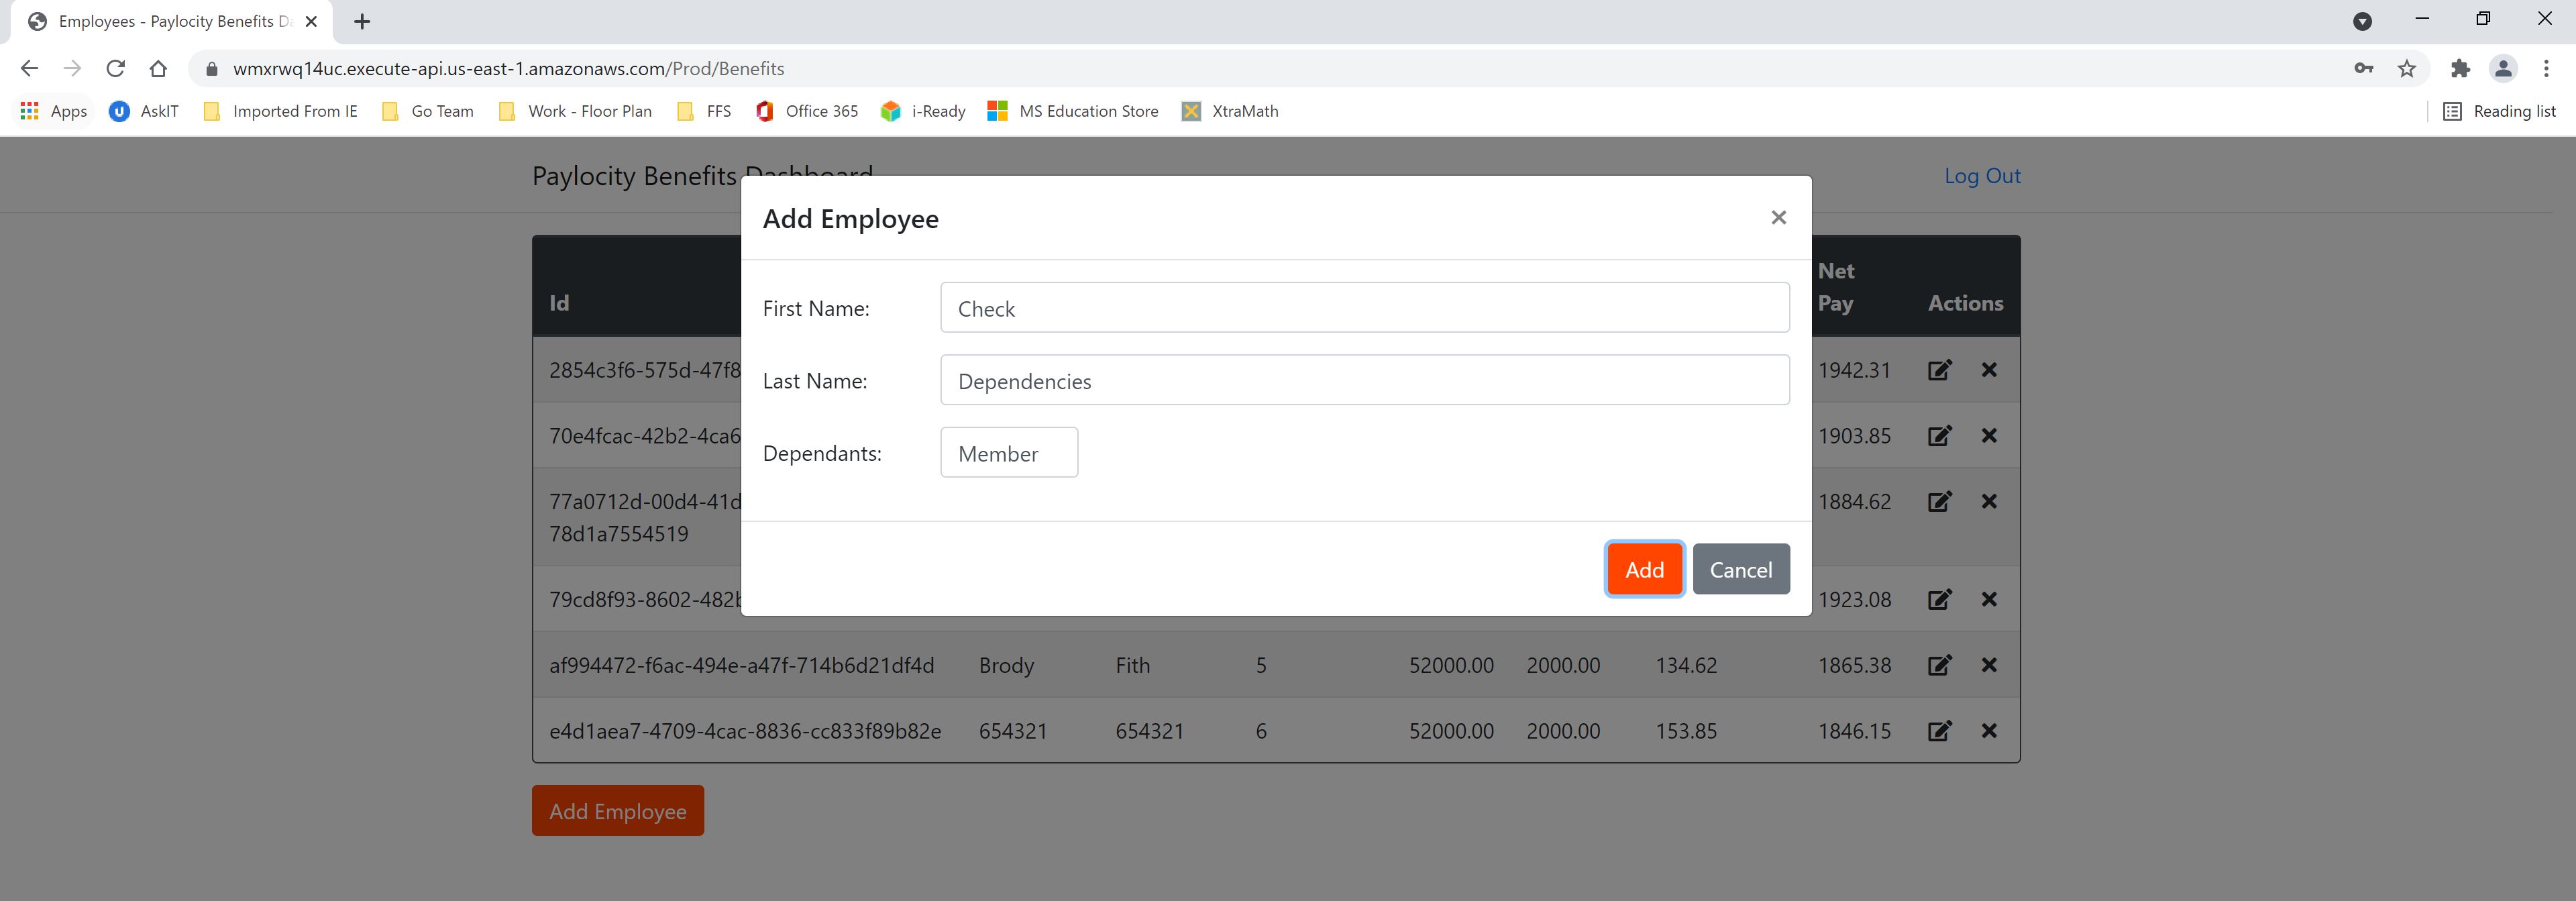 Employees - Paylocity Benefits D
wmxrwq14uc.execute-api.us-east-1.amazonaws.com/Prod/Benefits
Apps AskIT Imported From IE Go Team Work - Floor Plan FFS Office 365 i-Ready MS Education Store XtraMath Reading list
Paylocity Benefits Dashboard Log Out
Add Employee
First Name: Check
Last Name: Dependencies
Dependants: Member
Add Cancel
Id Net Pay Actions
2854c3f6-575d-47f8 1942.31
70e4fcac-42b2-4ca6 1903.85
77a0712d-00d4-41d 1884.62
78d1a7554519
79cd8f93-8602-482b 1923.08
af994472-f6ac-494e-a47f-714b6d21df4d Brody Fith 5 52000.00 2000.00 134.62 1865.38
e4d1aea7-4709-4cac-8836-cc833f89b82e 654321 654321 6 52000.00 2000.00 153.85 1846.15
Add Employee